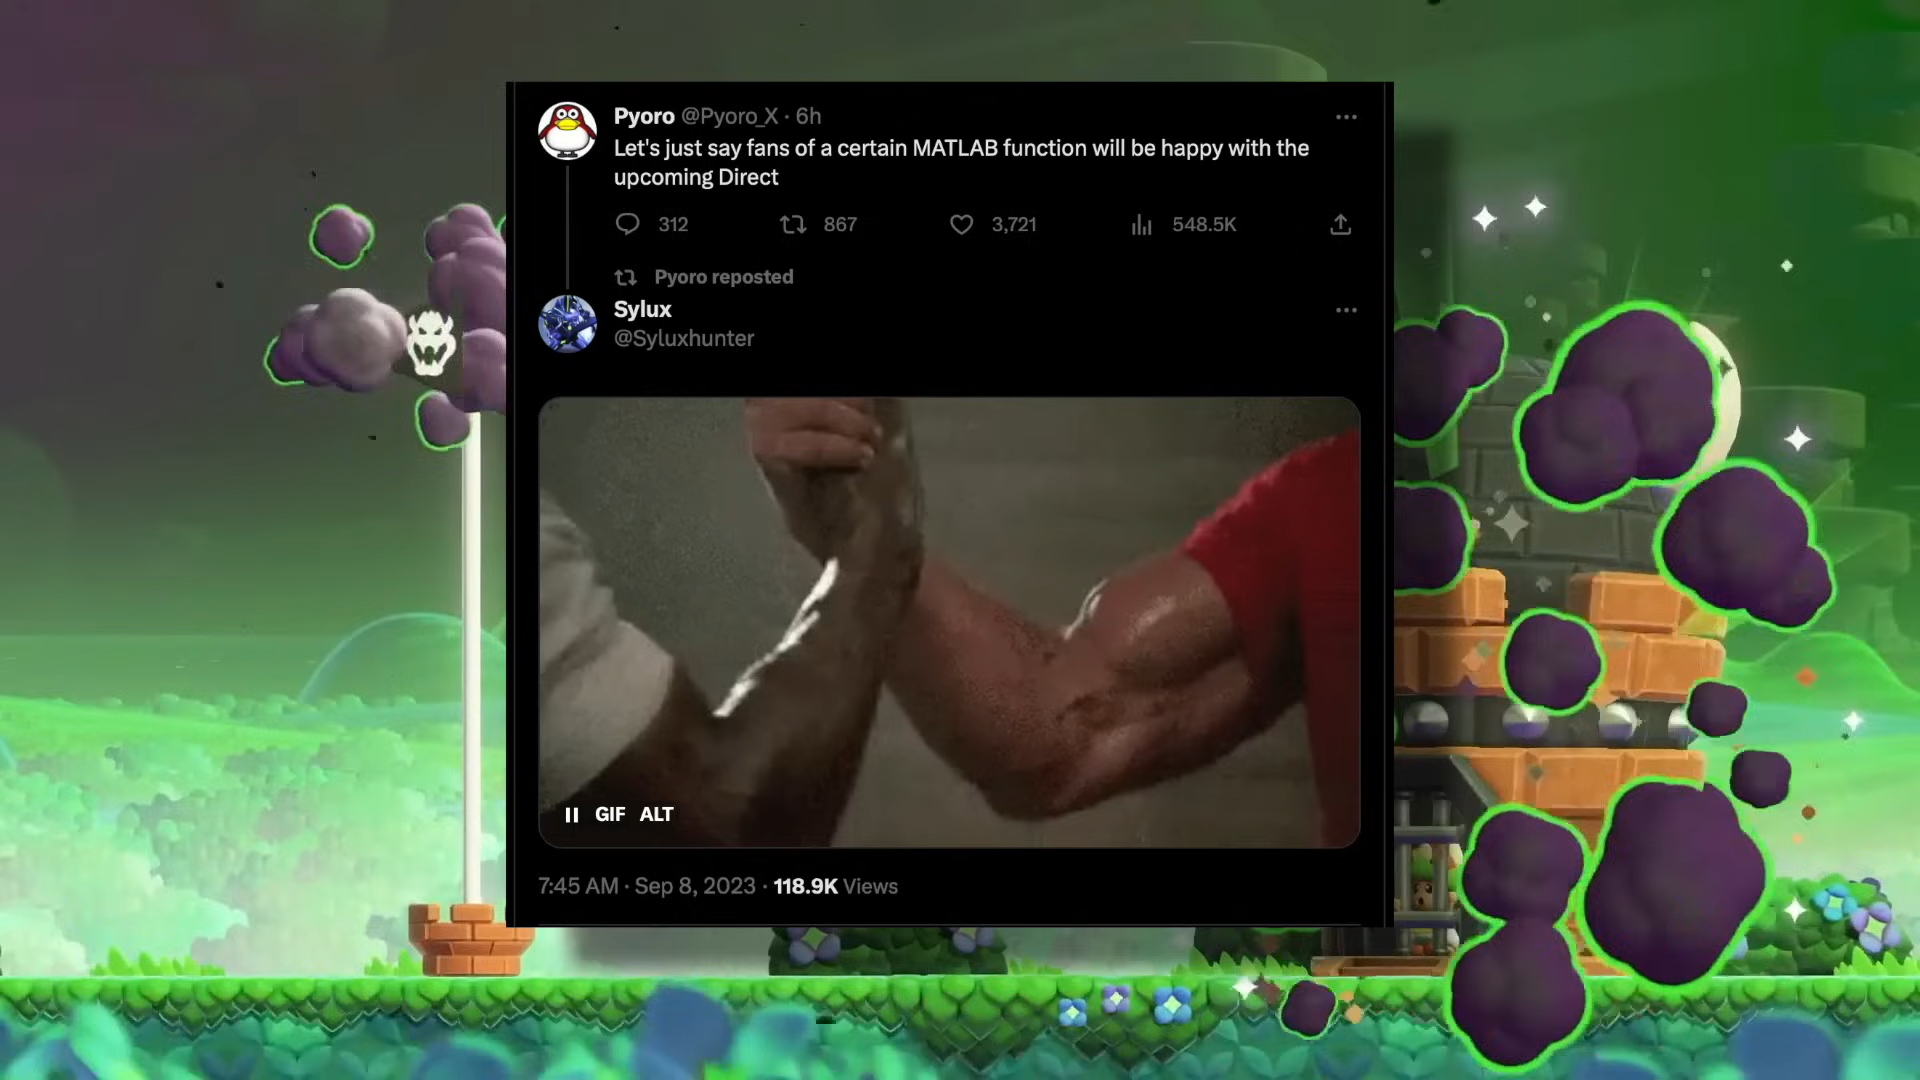 Pyoro @Pyoro_X · 6h
Let's just say fans of a certain MATLAB function will be happy with the
upcoming Direct
312 867 3,721 548.5K
Pyoro reposted
Sylux
@Syluxhunter
GIF ALT
7:45 AM · Sep 8, 2023 · 118.9K Views